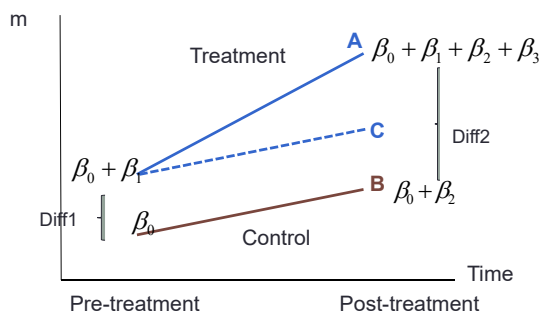 m
A
β₀ + β₁ + β₂ + β₃
Treatment
C
Diff2
β₀ + β₁
B
β₀ + β₂
Diff1
β₀
Control
Time
Pre-treatment
Post-treatment